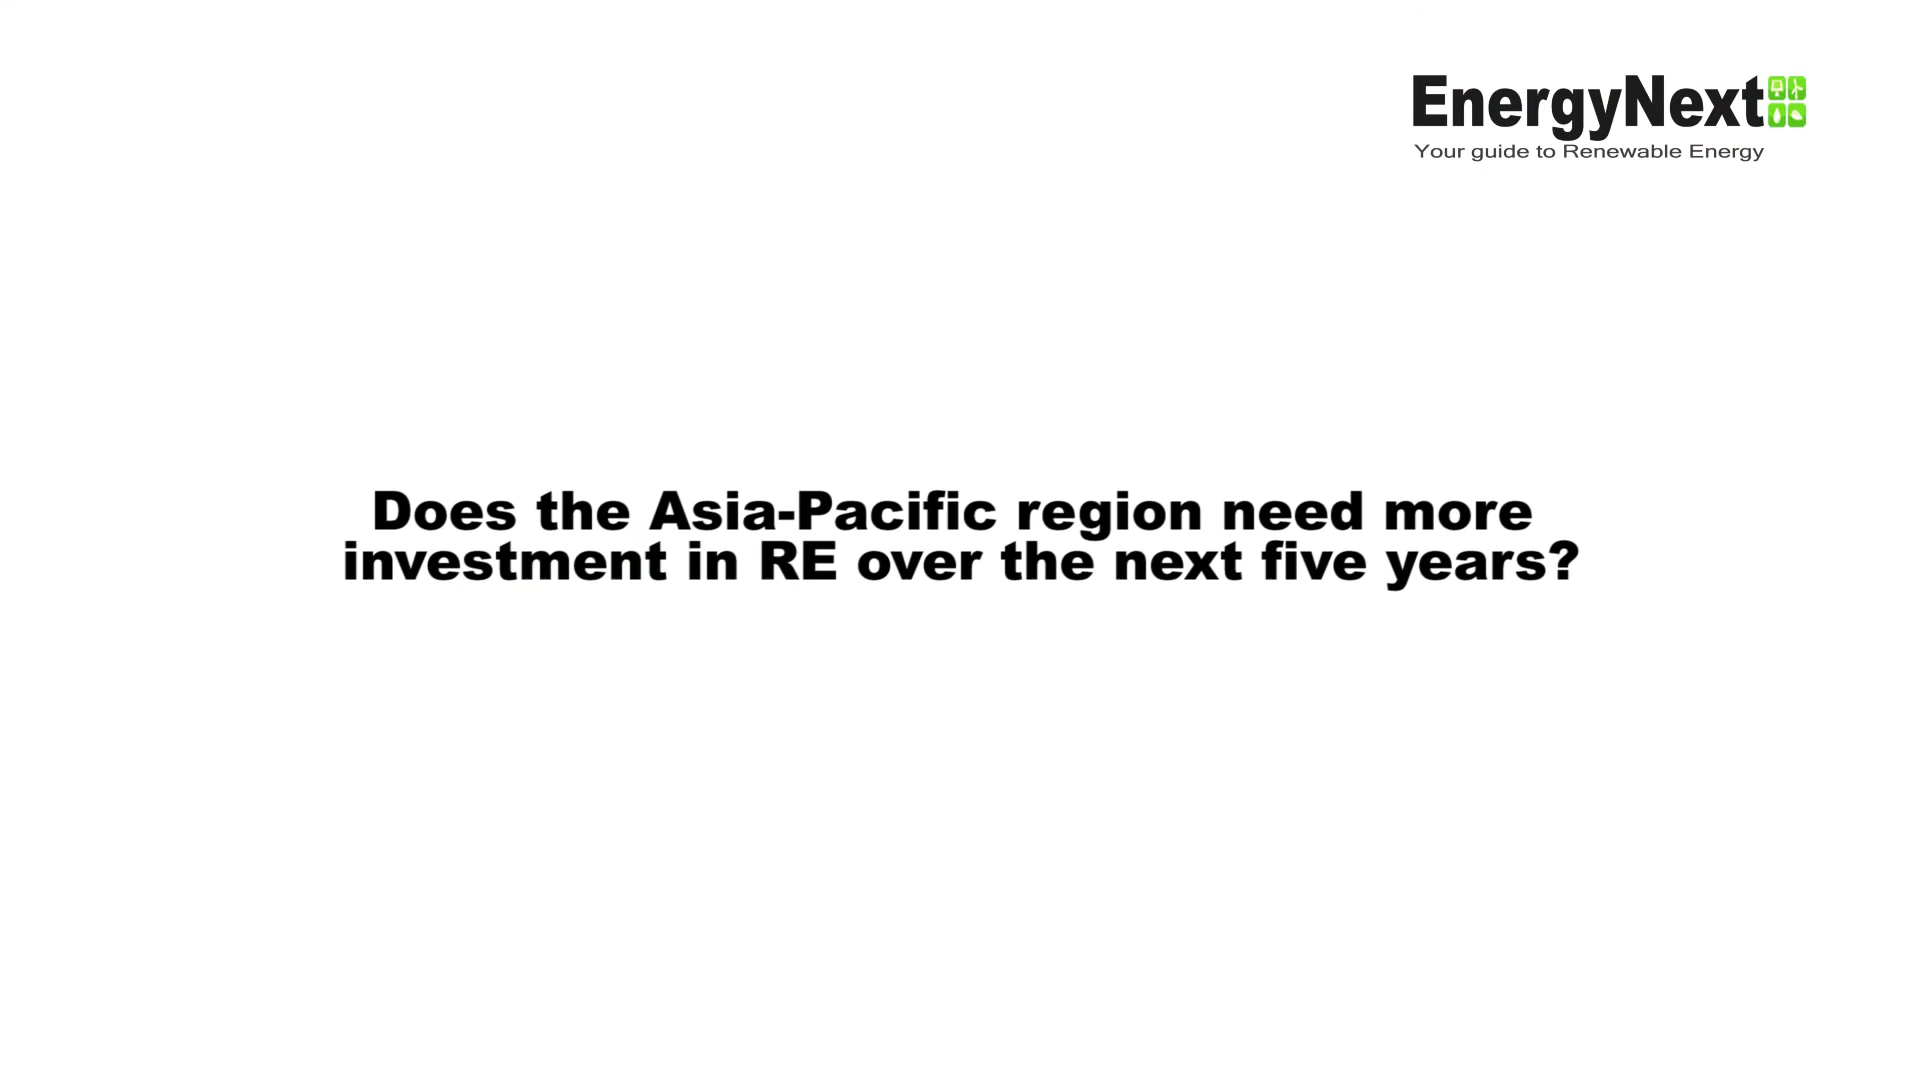 EnergyNext
Your guide to Renewable Energy
Does the Asia-Pacific region need more
investment in RE over the next five years?